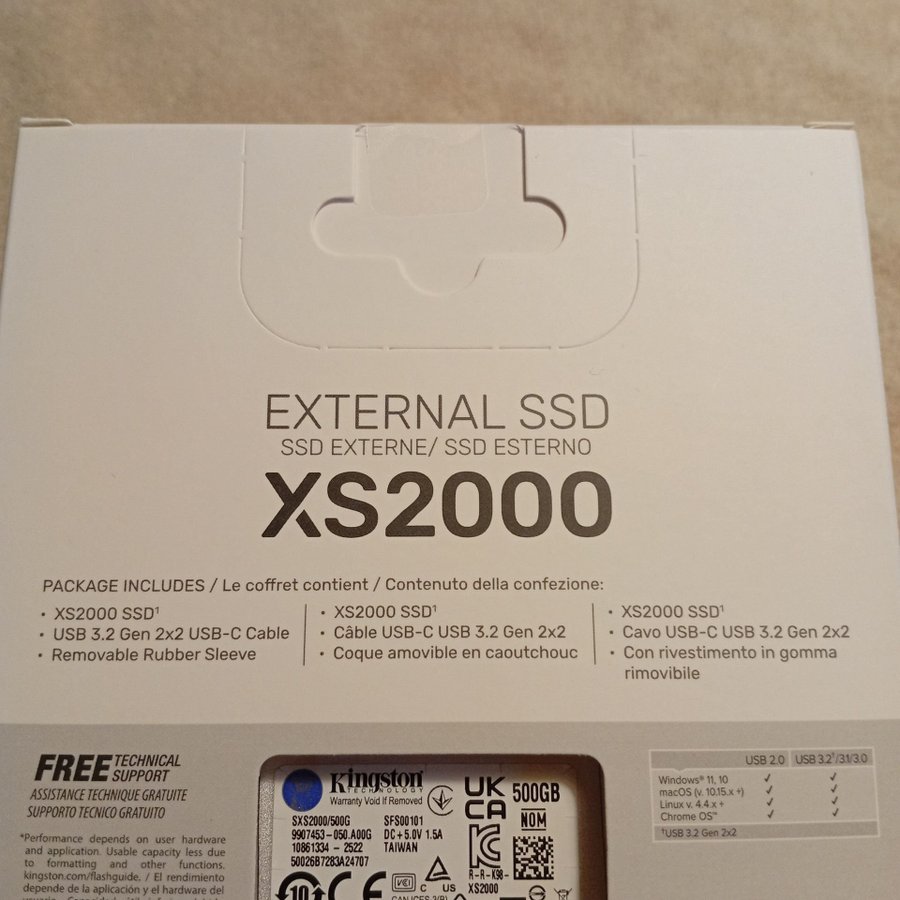 EXTERNAL SSD
SSD EXTERNE/ SSD ESTERNO
XS2000
PACKAGE INCLUDES / Le coffret contient / Contenuto della confezione:
• XS2000 SSD¹
• USB 3.2 Gen 2x2 USB-C Cable
• Removable Rubber Sleeve
• XS2000 SSD¹
• Câble USB-C USB 3.2 Gen 2x2
• Coque amovible en caoutchouc
• XS2000 SSD¹
• Cavo USB-C USB 3.2 Gen 2x2
• Con rivestimento in gomma
rimovibile
FREE TECHNICAL
SUPPORT
ASSISTANCE TECHNIQUE GRATUITE
SUPPORTO TECNICO GRATUITO
*Performance depends on user hardware
and application. Usable capacity less due
to formatting and other functions.
kingston.com/flashguide. / El rendimiento
depende de la aplicación y el hardware del
Kingston
TECHNOLOGY
Warranty Void If Removed
UK
CA
500GB
SXS2000/500G SFS00101
9907453-050.A00G DC+5.0V 1.5A
10861334 - 2522 TAIWAN
50026B7283A24707
NOM
R-R-K98-
XS2000
10
CE
C US
USB 2.0 USB 3.2†/3.1/3.0
Windows® 11, 10 ✓ ✓
macOS (v. 10.15.x +) ✓ ✓
Linux v. 4.4.x + ✓ ✓
Chrome OS™ ✓ ✓
†USB 3.2 Gen 2x2